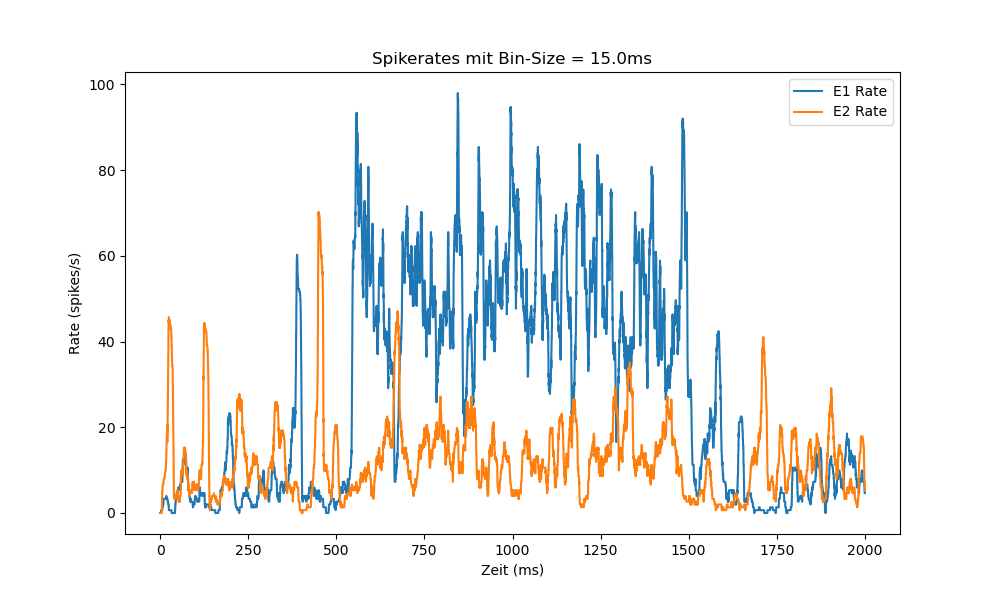 Spikerates mit Bin-Size = 15.0ms
E1 Rate
E2 Rate
100
80
60
40
20
0
Rate (spikes/s)
0 250 500 750 1000 1250 1500 1750 2000
Zeit (ms)